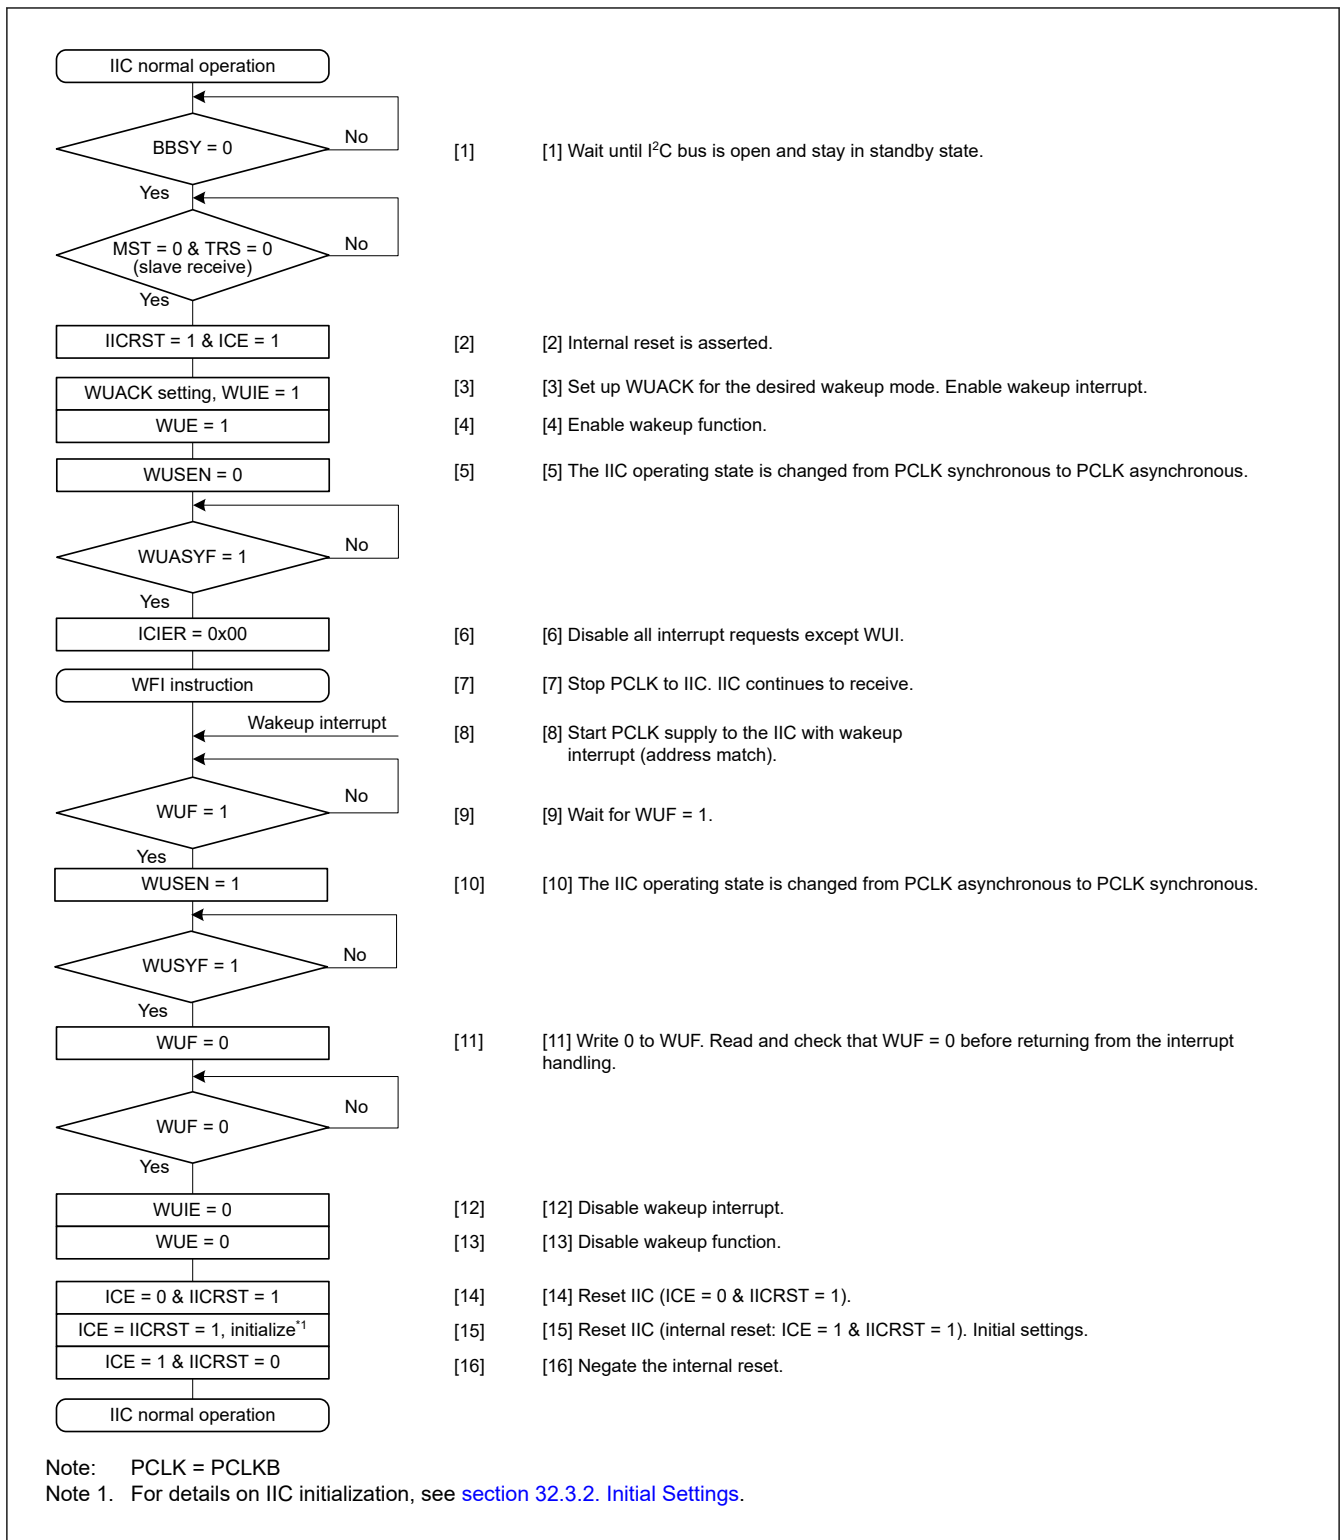 IIC normal operation
BBSY = 0
No
[1] [1] Wait until I²C bus is open and stay in standby state.
Yes
MST = 0 & TRS = 0
(slave receive)
No
Yes
IICRST = 1 & ICE = 1
[2] [2] Internal reset is asserted.
WUACK setting, WUIE = 1
[3] [3] Set up WUACK for the desired wakeup mode. Enable wakeup interrupt.
WUE = 1
[4] [4] Enable wakeup function.
WUSEN = 0
[5] [5] The IIC operating state is changed from PCLK synchronous to PCLK asynchronous.
WUASYF = 1
No
Yes
ICIER = 0x00
[6] [6] Disable all interrupt requests except WUI.
WFI instruction
[7] [7] Stop PCLK to IIC. IIC continues to receive.
Wakeup interrupt
[8] [8] Start PCLK supply to the IIC with wakeup
interrupt (address match).
WUF = 1
No
[9] [9] Wait for WUF = 1.
Yes
WUSEN = 1
[10] [10] The IIC operating state is changed from PCLK asynchronous to PCLK synchronous.
WUSYF = 1
No
Yes
WUF = 0
[11] [11] Write 0 to WUF. Read and check that WUF = 0 before returning from the interrupt
handling.
WUF = 0
No
Yes
WUIE = 0
[12] [12] Disable wakeup interrupt.
WUE = 0
[13] [13] Disable wakeup function.
ICE = 0 & IICRST = 1
[14] [14] Reset IIC (ICE = 0 & IICRST = 1).
ICE = IICRST = 1, initialize*1
[15] [15] Reset IIC (internal reset: ICE = 1 & IICRST = 1). Initial settings.
ICE = 1 & IICRST = 0
[16] [16] Negate the internal reset.
IIC normal operation
Note: PCLK = PCLKB
Note 1. For details on IIC initialization, see section 32.3.2. Initial Settings.